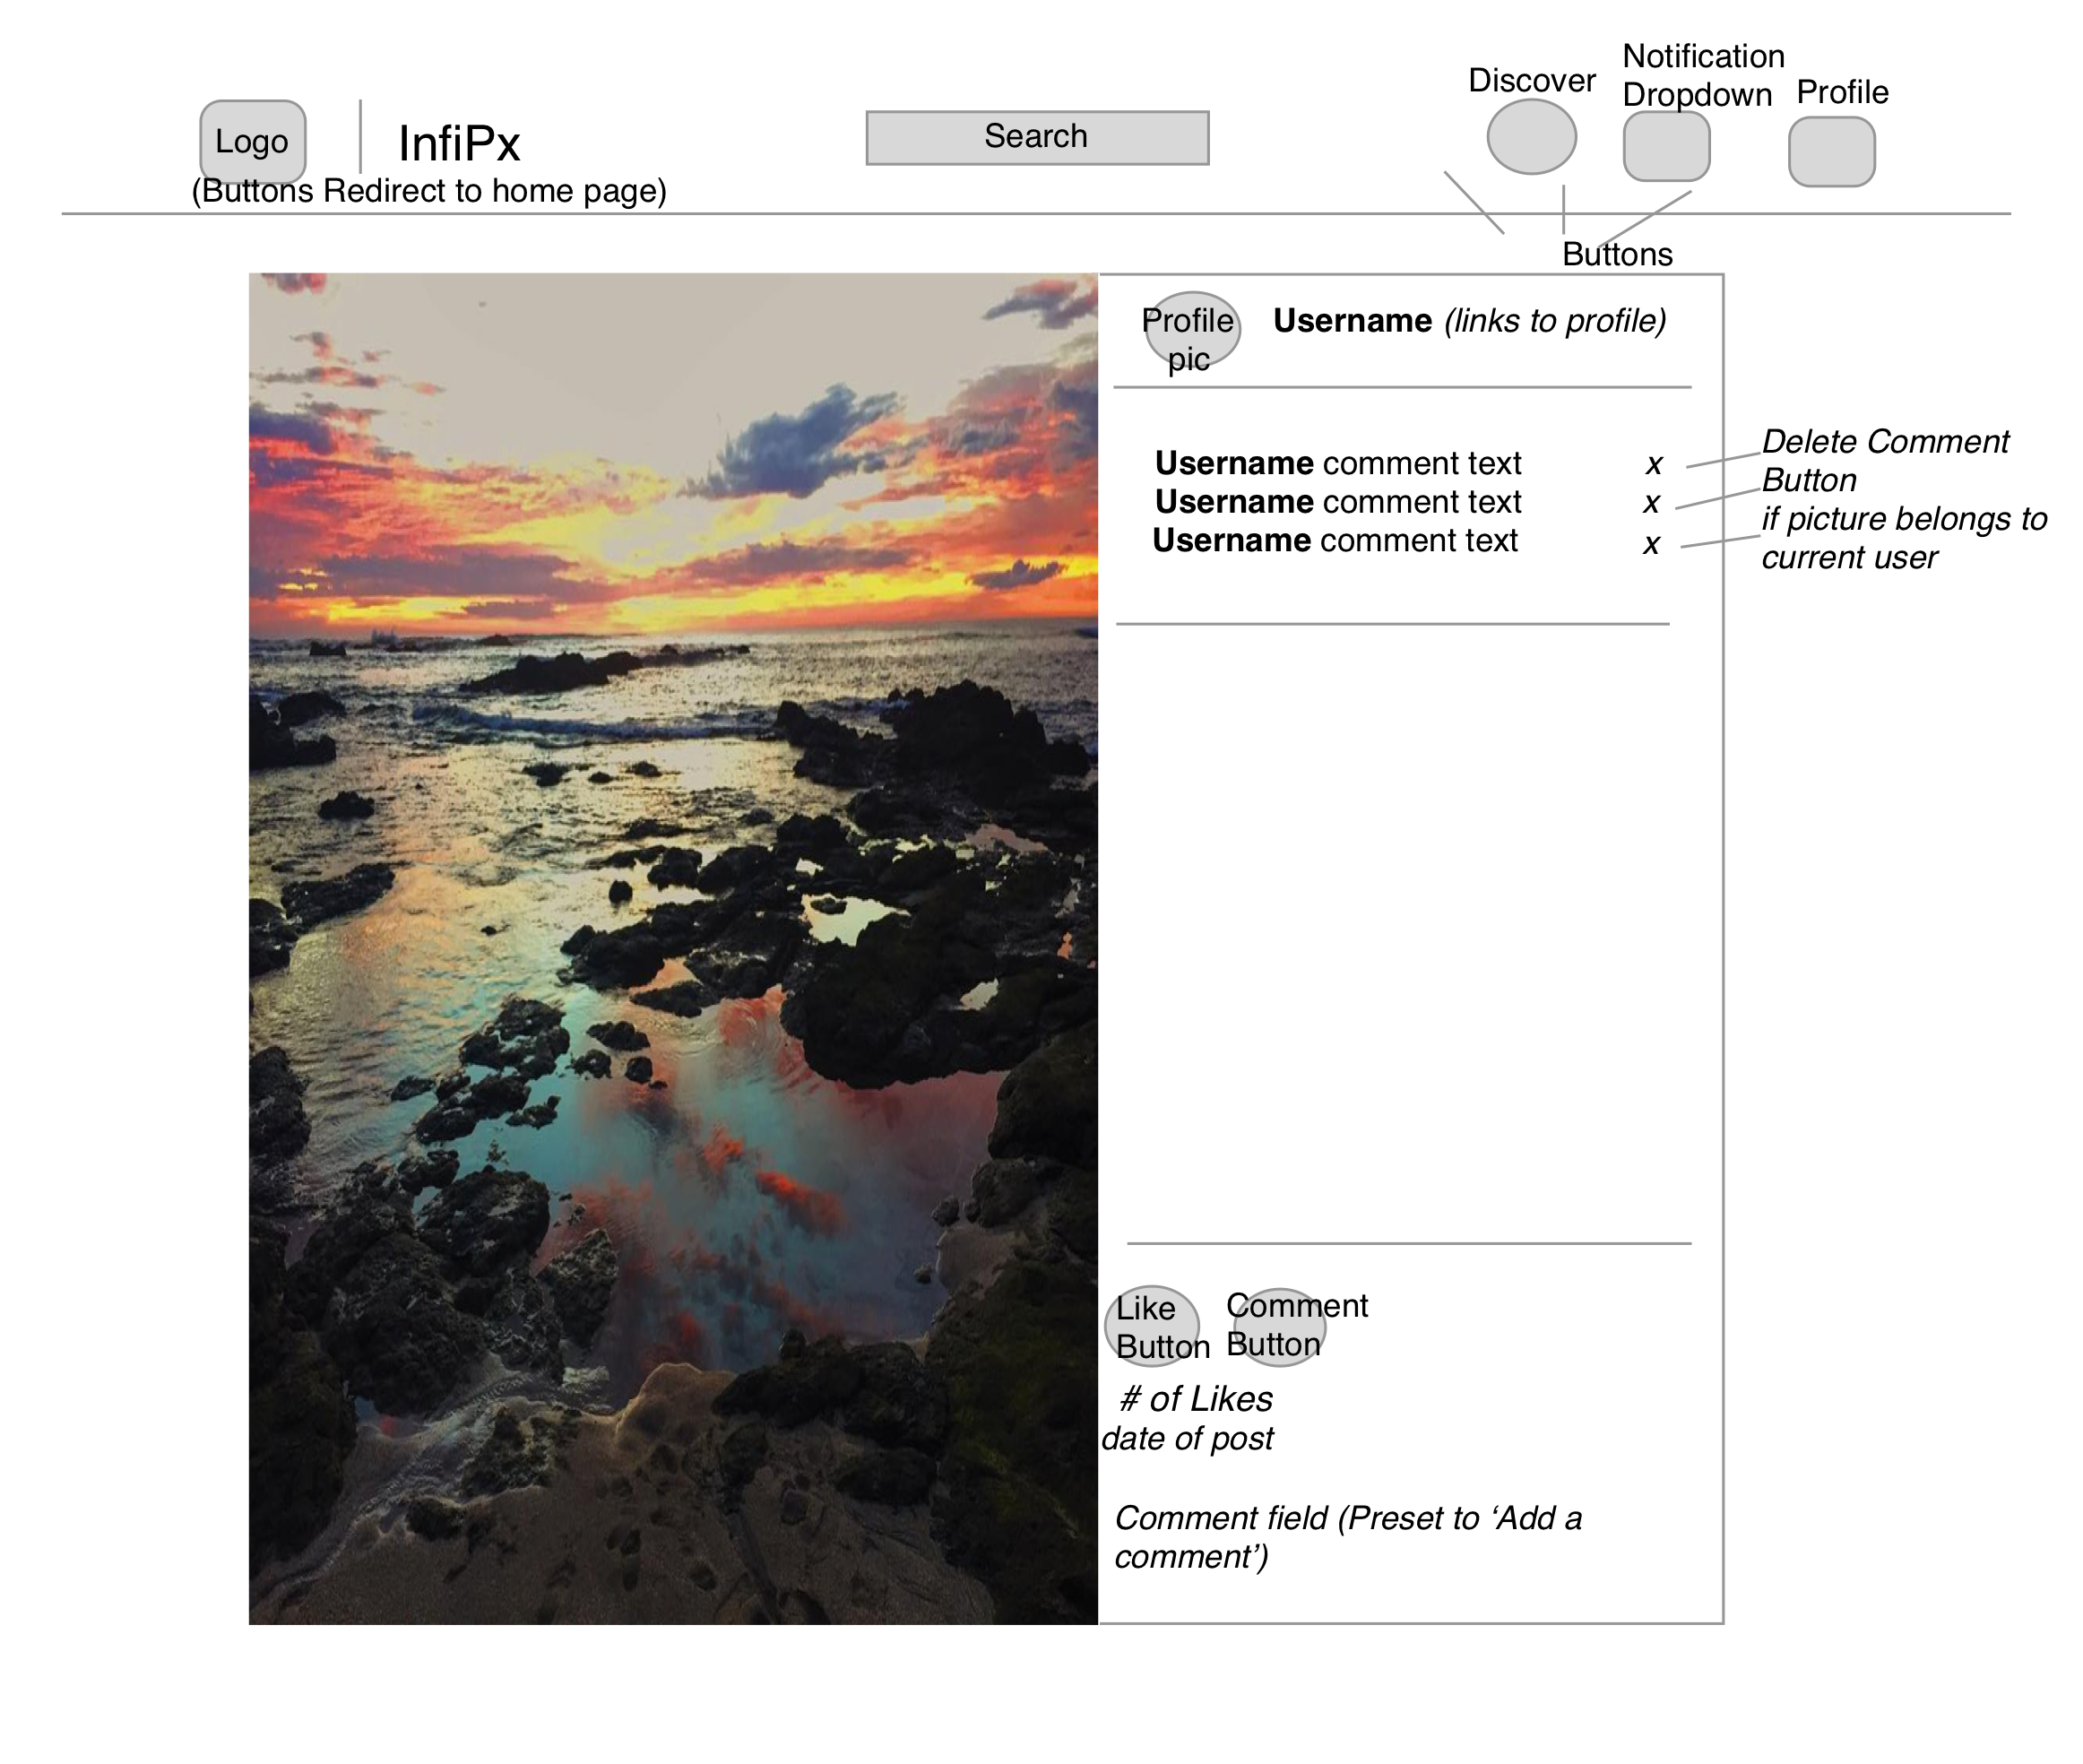 Notification
Discover
Dropdown
Profile
Logo
InfiPx
Search
(Buttons Redirect to home page)
Buttons
Profile
pic
Username (links to profile)
Username comment text x
Username comment text x
Username comment text x
Delete Comment
Button
if picture belongs to
current user
Like
Button
Comment
Button
# of Likes
date of post
Comment field (Preset to ‘Add a
comment’)